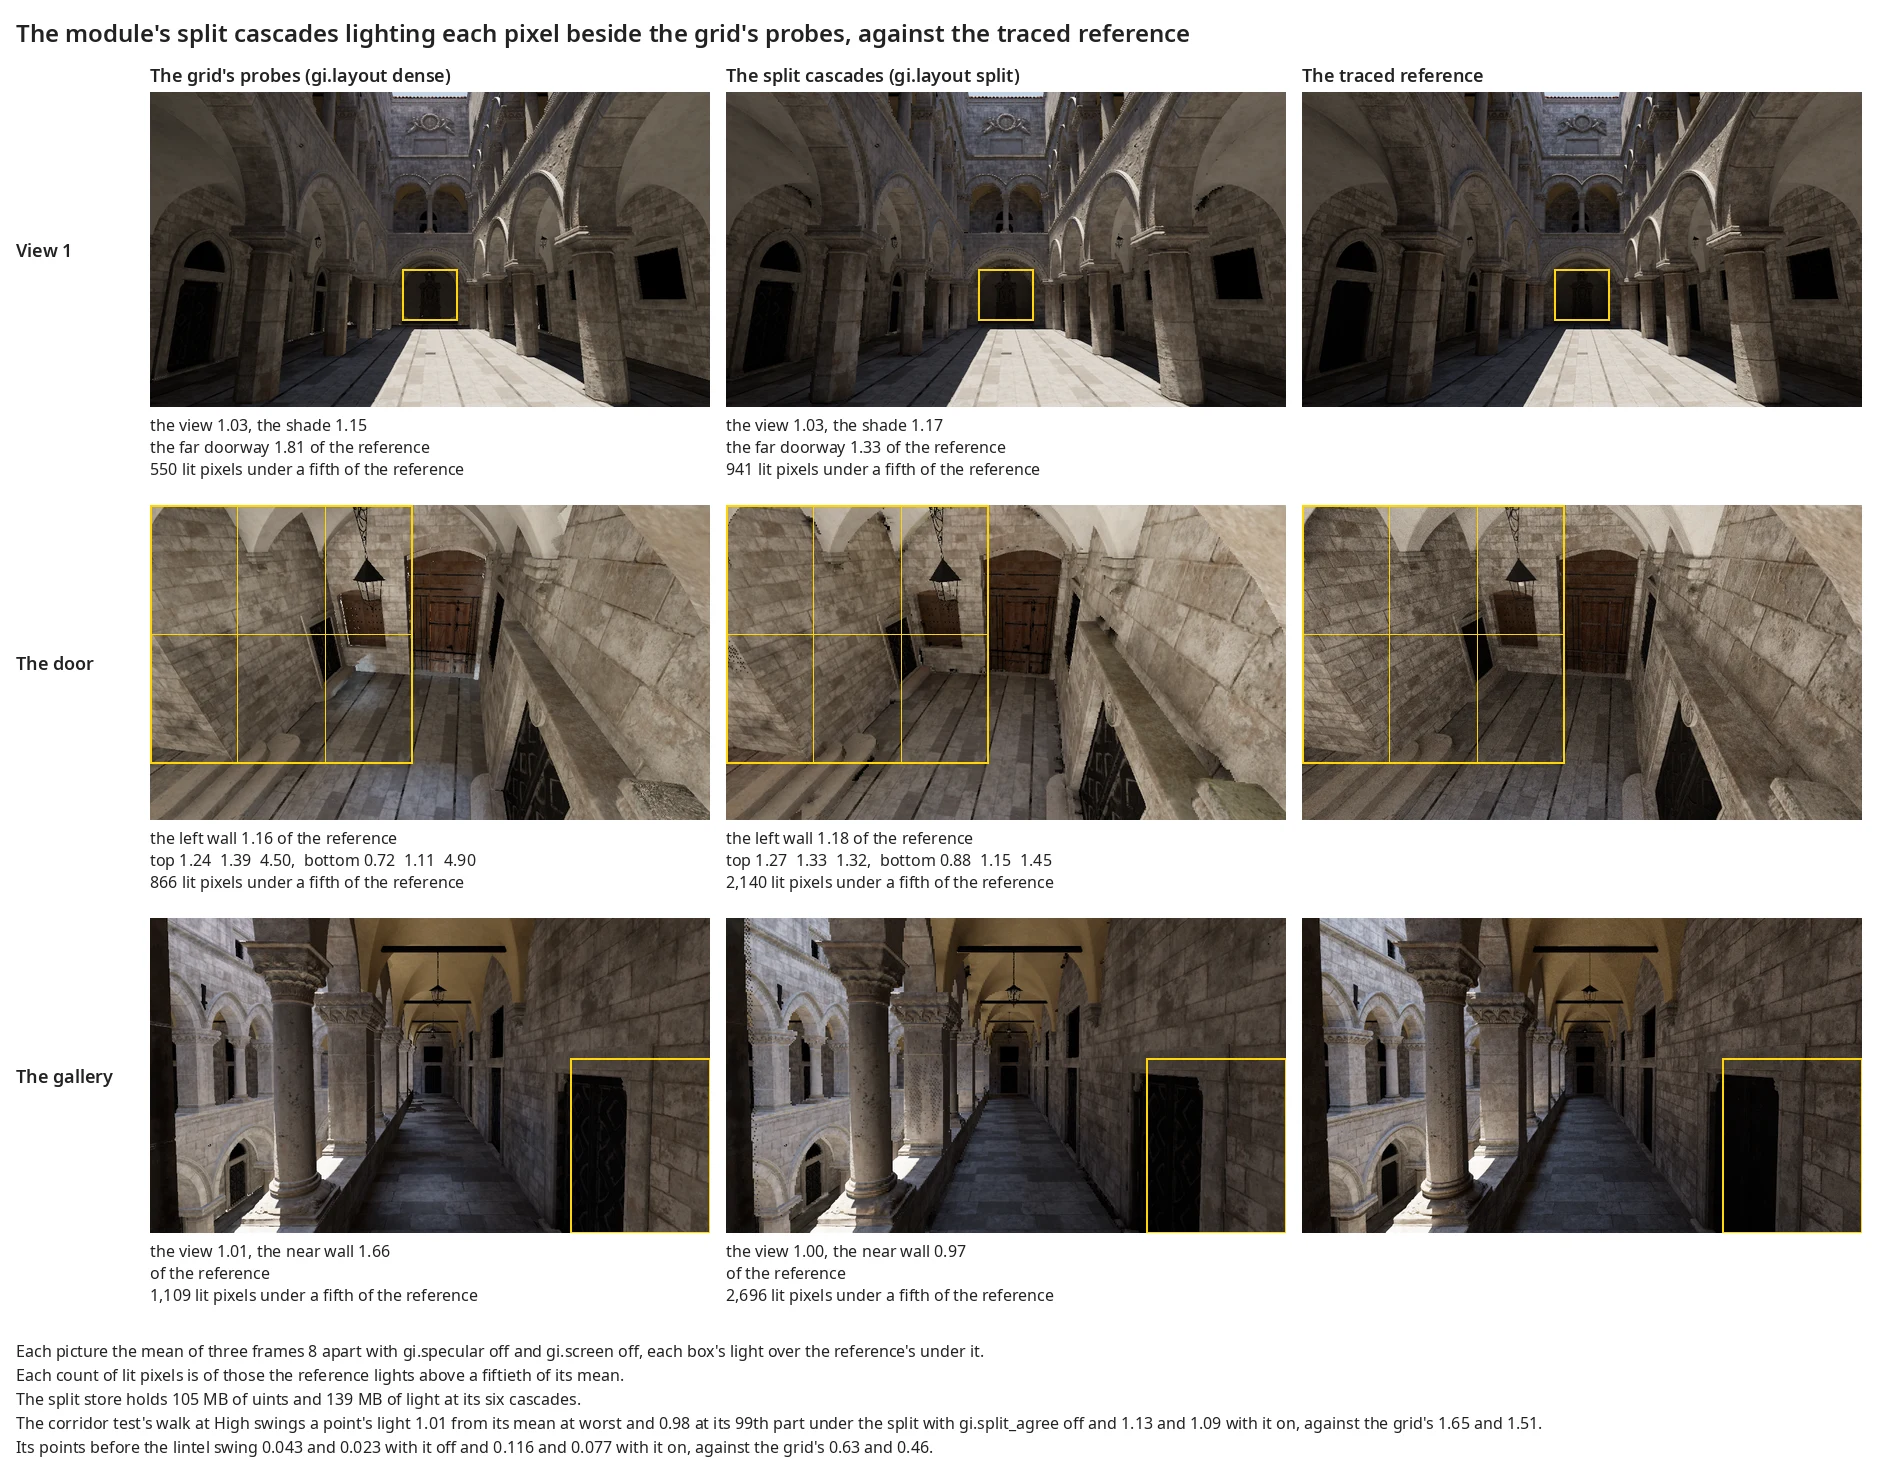 The module's split cascades lighting each pixel beside the grid's probes, against the traced reference
The grid's probes (gi.layout dense)
The split cascades (gi.layout split)
The traced reference
View 1
the view 1.03, the shade 1.15
the far doorway 1.81 of the reference
550 lit pixels under a fifth of the reference
the view 1.03, the shade 1.17
the far doorway 1.33 of the reference
941 lit pixels under a fifth of the reference
The door
the left wall 1.16 of the reference
top 1.24 1.39 4.50, bottom 0.72 1.11 4.90
866 lit pixels under a fifth of the reference
the left wall 1.18 of the reference
top 1.27 1.33 1.32, bottom 0.88 1.15 1.45
2,140 lit pixels under a fifth of the reference
The gallery
the view 1.01, the near wall 1.66
of the reference
1,109 lit pixels under a fifth of the reference
the view 1.00, the near wall 0.97
of the reference
2,696 lit pixels under a fifth of the reference
Each picture the mean of three frames 8 apart with gi.specular off and gi.screen off, each box's light over the reference's under it.
Each count of lit pixels is of those the reference lights above a fiftieth of its mean.
The split store holds 105 MB of uints and 139 MB of light at its six cascades.
The corridor test's walk at High swings a point's light 1.01 from its mean at worst and 0.98 at its 99th part under the split with gi.split_agree off and 1.13 and 1.09 with it on, against the grid's 1.65 and 1.51.
Its points before the lintel swing 0.043 and 0.023 with it off and 0.116 and 0.077 with it on, against the grid's 0.63 and 0.46.